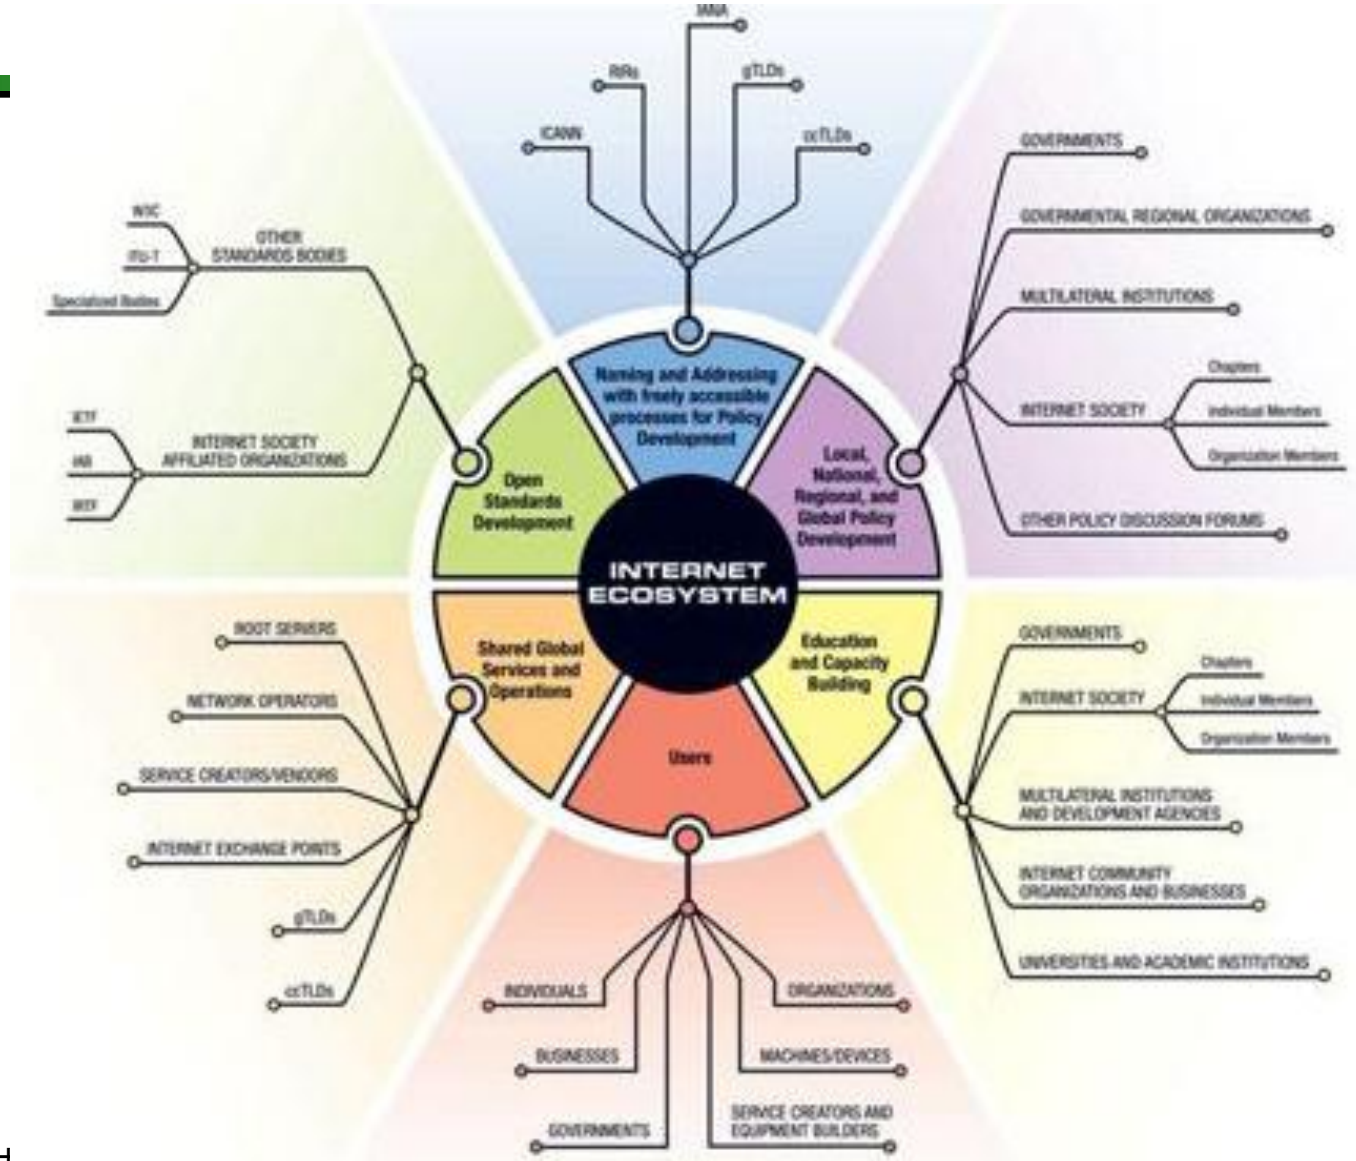 IANA
RIRs
gTLDs
ICANN
ccTLDs
GOVERNMENTS
GOVERNMENTAL REGIONAL ORGANIZATIONS
MULTILATERAL INSTITUTIONS
Chapters
INTERNET SOCIETY
Individual Members
Organization Members
OTHER POLICY DISCUSSION FORUMS
W3C
OTHER
STANDARDS BODIES
ITU-T
Specialized Bodies
IETF
INTERNET SOCIETY
AFFILIATED ORGANIZATIONS
IAB
IRTF
Naming and Addressing
with freely accessible
processes for Policy
Development
Local,
National,
Regional, and
Global Policy
Development
Open
Standards
Development
INTERNET
ECOSYSTEM
Shared Global
Services and
Operations
Education
and Capacity
Building
Users
ROOT SERVERS
NETWORK OPERATORS
SERVICE CREATORS/VENDORS
INTERNET EXCHANGE POINTS
gTLDs
ccTLDs
GOVERNMENTS
Chapters
INTERNET SOCIETY
Individual Members
Organization Members
MULTILATERAL INSTITUTIONS
AND DEVELOPMENT AGENCIES
INTERNET COMMUNITY
ORGANIZATIONS AND BUSINESSES
UNIVERSITIES AND ACADEMIC INSTITUTIONS
INDIVIDUALS
ORGANIZATIONS
BUSINESSES
MACHINES/DEVICES
GOVERNMENTS
SERVICE CREATORS AND
EQUIPMENT BUILDERS